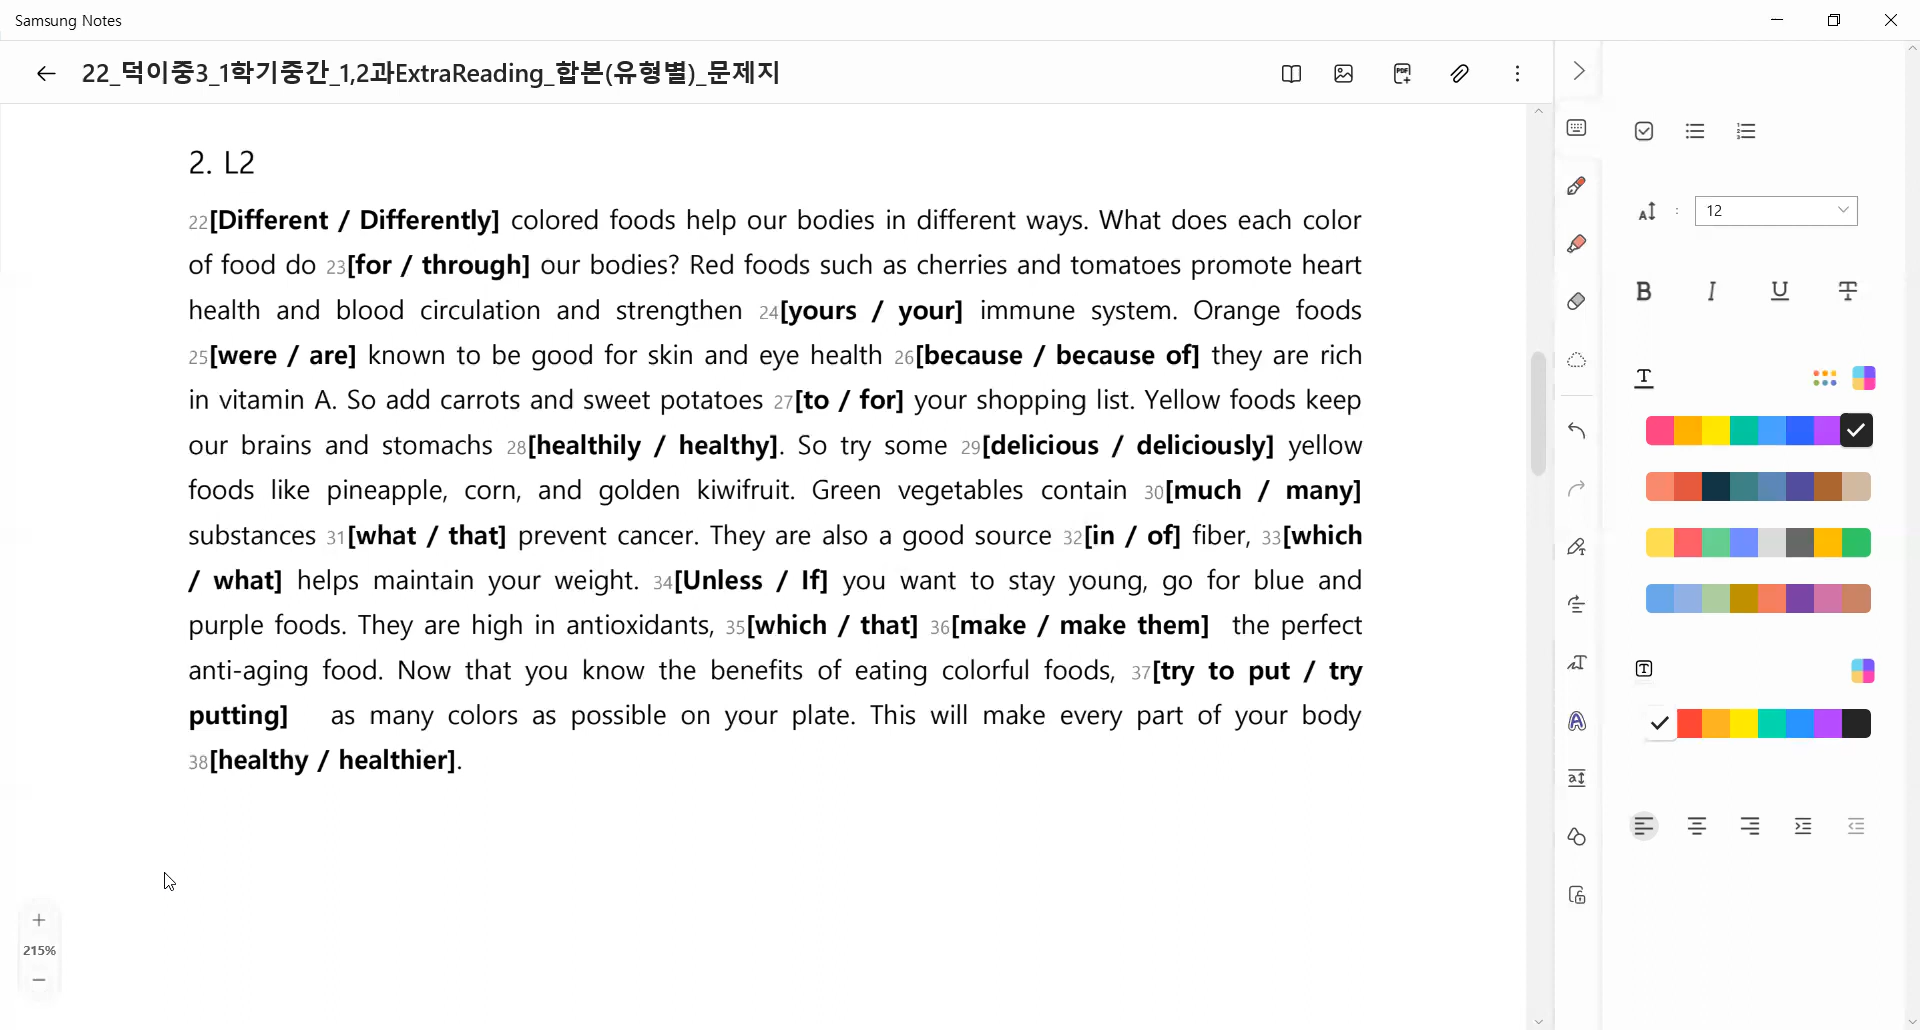 Samsung Notes
22_덕이중3_1학기중간_1,2과ExtraReading_합본(유형별)_문제지
PDF
2. L2
22[Different / Differently] colored foods help our bodies in different ways. What does each color
of food do 23[for / through] our bodies? Red foods such as cherries and tomatoes promote heart
health and blood circulation and strengthen 24[yours / your] immune system. Orange foods
25[were / are] known to be good for skin and eye health 26[because / because of] they are rich
in vitamin A. So add carrots and sweet potatoes 27[to / for] your shopping list. Yellow foods keep
our brains and stomachs 28[healthily / healthy]. So try some 29[delicious / deliciously] yellow
foods like pineapple, corn, and golden kiwifruit. Green vegetables contain 30[much / many]
substances 31[what / that] prevent cancer. They are also a good source 32[in / of] fiber, 33[which
/ what] helps maintain your weight. 34[Unless / If] you want to stay young, go for blue and
purple foods. They are high in antioxidants, 35[which / that] 36[make / make them] the perfect
anti-aging food. Now that you know the benefits of eating colorful foods, 37[try to put / try
putting] as many colors as possible on your plate. This will make every part of your body
38[healthy / healthier].
215%
A : 12
B I U T
T
T